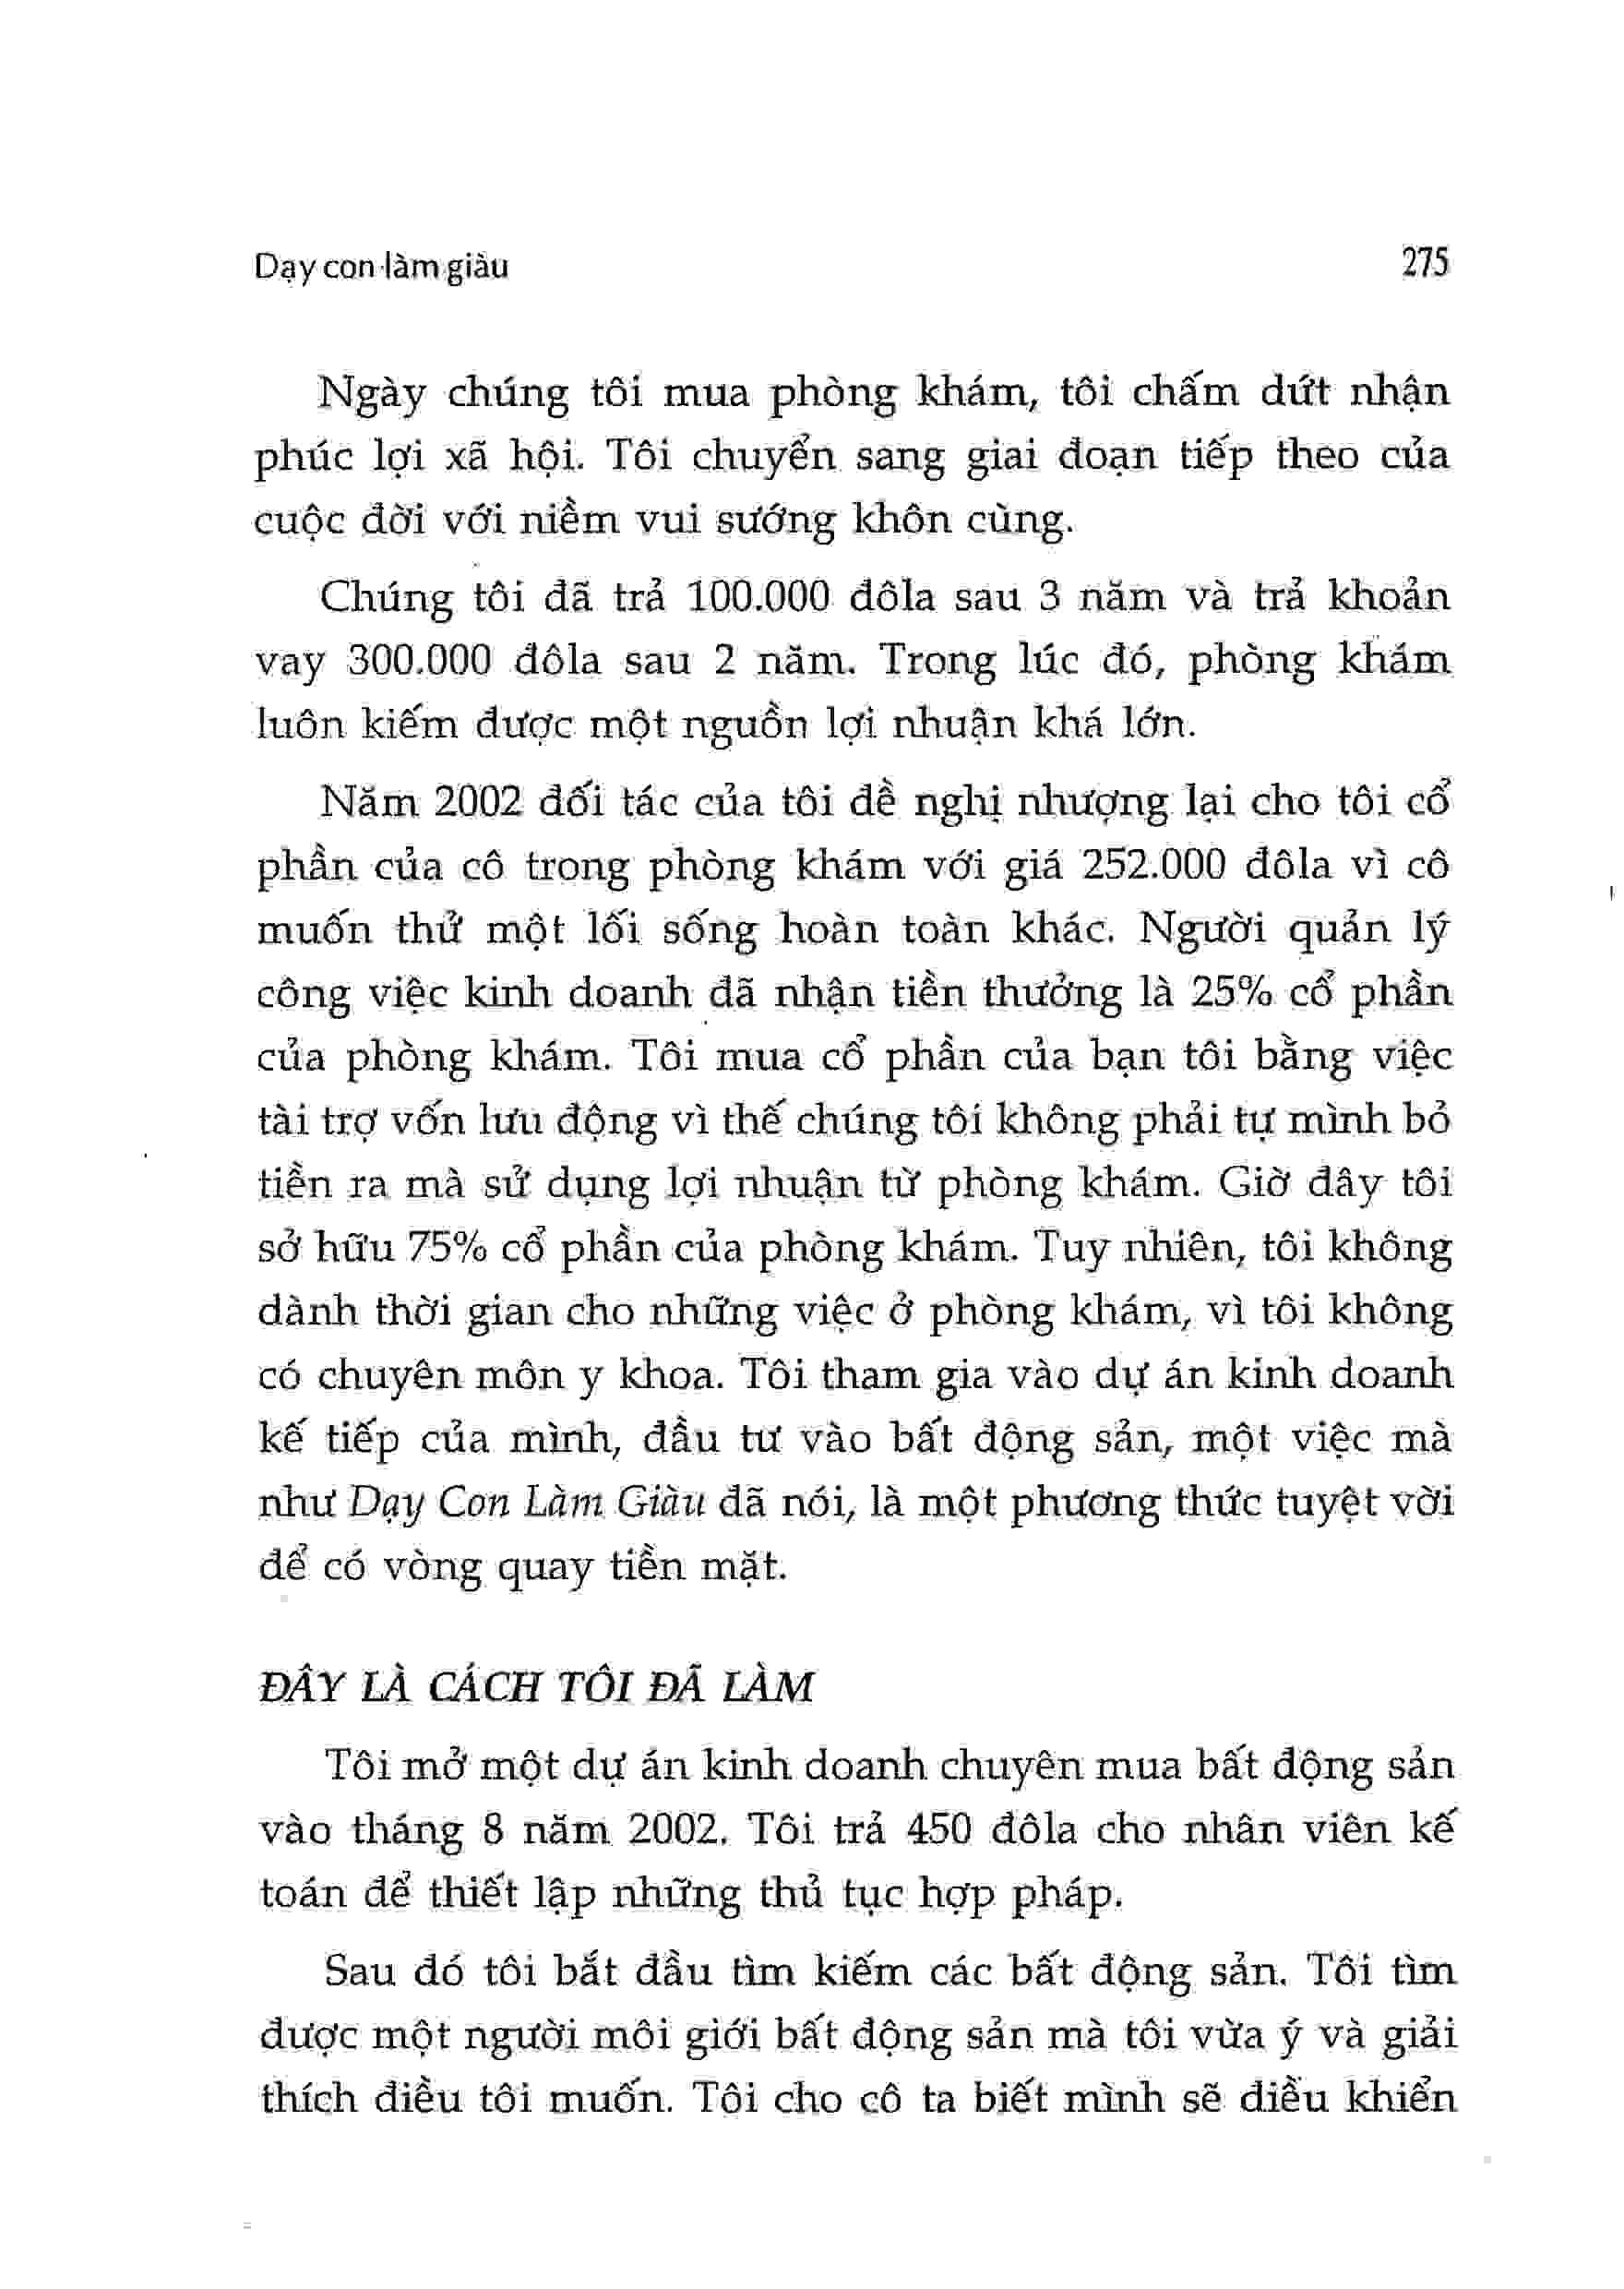 Dạy con làm giàu
275
Ngày chúng tôi mua phòng khám, tôi chấm dứt nhận
phúc lợi xã hội. Tôi chuyển sang giai đoạn tiếp theo của
cuộc đời với niềm vui sướng khôn cùng.
Chúng tôi đã trả 100.000 đôla sau 3 năm và trả khoản
vay 300.000 đôla sau 2 năm. Trong lúc đó, phòng khám
luôn kiếm được một nguồn lợi nhuận khá lớn.
Năm 2002 đối tác của tôi đề nghị nhượng lại cho tôi cổ
phần của cô trong phòng khám với giá 252.000 đôla vì cô
muốn thử một lối sống hoàn toàn khác. Người quản lý
công việc kinh doanh đã nhận tiền thưởng là 25% cổ phần
của phòng khám. Tôi mua cổ phần của bạn tôi bằng việc
tài trợ vốn lưu động vì thế chúng tôi không phải tự mình bỏ
tiền ra mà sử dụng lợi nhuận từ phòng khám. Giờ đây tôi
sở hữu 75% cổ phần của phòng khám. Tuy nhiên, tôi không
dành thời gian cho những việc ở phòng khám, vì tôi không
có chuyên môn y khoa. Tôi tham gia vào dự án kinh doanh
kế tiếp của mình, đầu tư vào bất động sản, một việc mà
như Dạy Con Làm Giàu đã nói, là một phương thức tuyệt vời
để có vòng quay tiền mặt.
ĐÂY LÀ CÁCH TÔI ĐÃ LÀM
Tôi mở một dự án kinh doanh chuyên mua bất động sản
vào tháng 8 năm 2002. Tôi trả 450 đôla cho nhân viên kế
toán để thiết lập những thủ tục hợp pháp.
Sau đó tôi bắt đầu tìm kiếm các bất động sản. Tôi tìm
được một người môi giới bất động sản mà tôi vừa ý và giải
thích điều tôi muốn. Tôi cho cô ta biết mình sẽ điều khiển